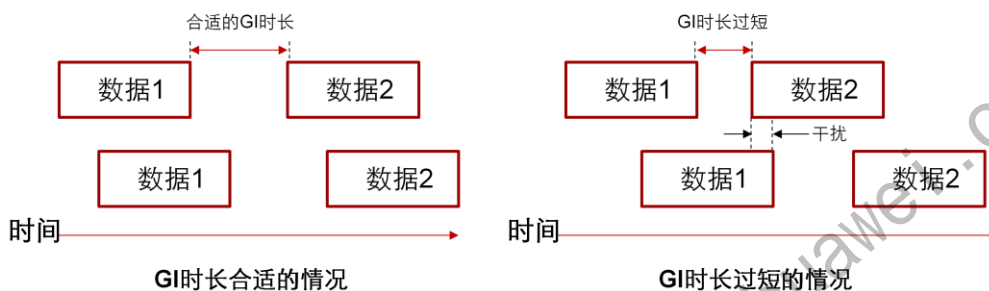 合适的GI时长
数据1
数据2
数据1
数据2
时间
GI时长合适的情况
GI时长过短
数据1
数据2
干扰
数据1
数据2
时间
GI时长过短的情况